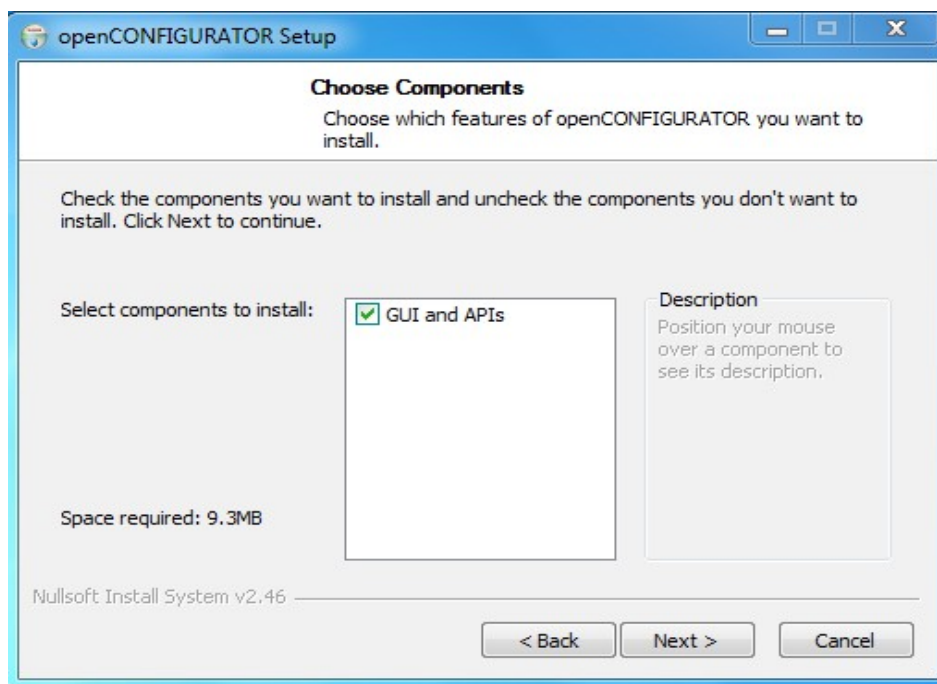 openCONFIGURATOR Setup
Choose Components
Choose which features of openCONFIGURATOR you want to
install.
Check the components you want to install and uncheck the components you don't want to
install. Click Next to continue.
Select components to install:
GUI and APIs
Description
Position your mouse
over a component to
see its description.
Space required: 9.3MB
Nullsoft Install System v2.46
< Back
Next >
Cancel